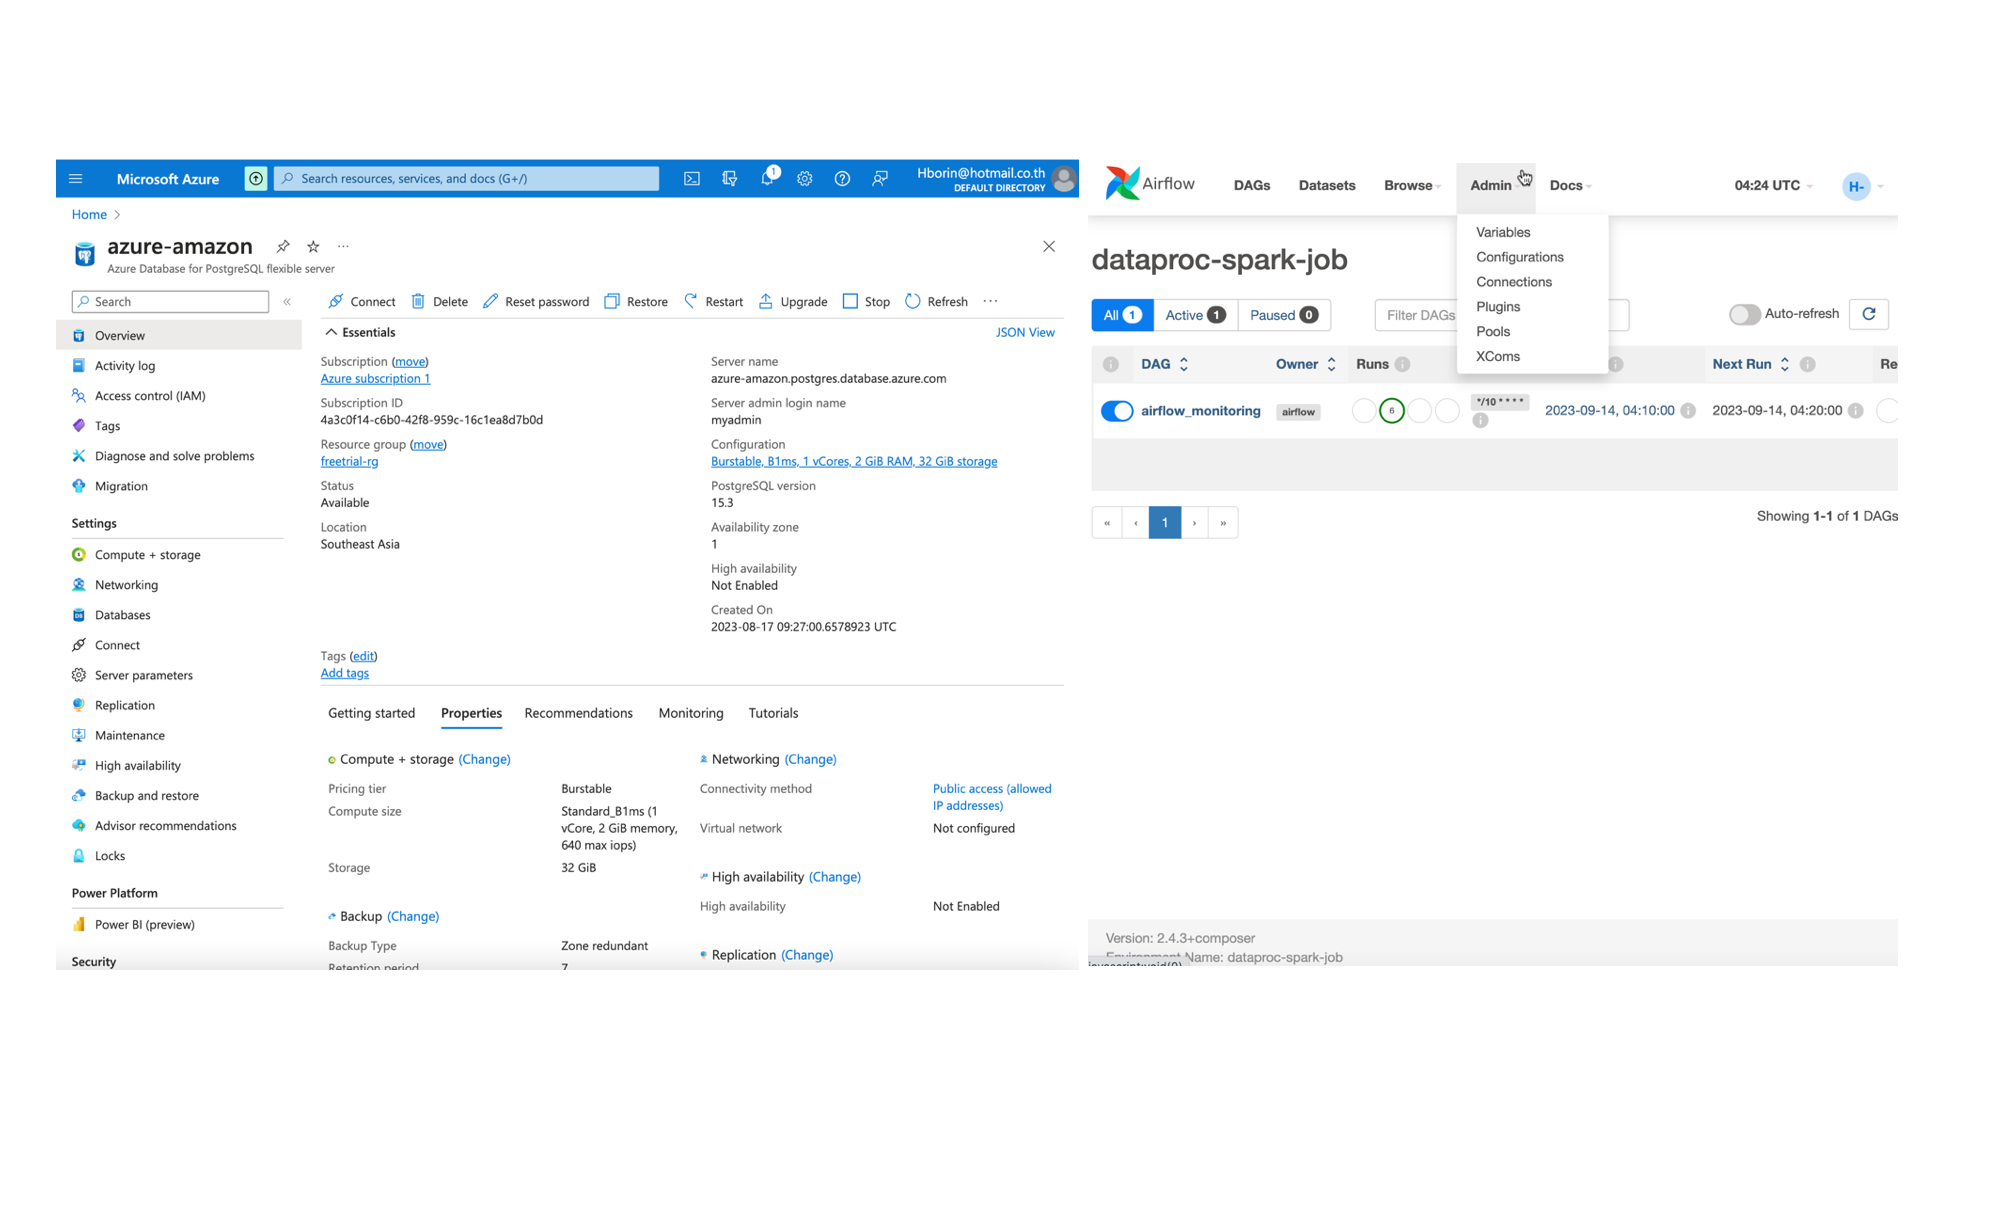 Microsoft Azure
Search resources, services, and docs (G+/)
1
Hborin@hotmail.co.th
DEFAULT DIRECTORY
Home
azure-amazon
Azure Database for PostgreSQL flexible server
Search
Overview
Activity log
Access control (IAM)
Tags
Diagnose and solve problems
Migration
Settings
Compute + storage
Networking
Databases
Connect
Server parameters
Replication
Maintenance
High availability
Backup and restore
Advisor recommendations
Locks
Power Platform
Power BI (preview)
Security
Connect Delete Reset password Restore Restart Upgrade Stop Refresh ...
Essentials
JSON View
Subscription (move)
Azure subscription 1
Subscription ID
4a3c0f14-c6b0-42f8-959c-16c1ea8d7b0d
Resource group (move)
freetrial-rg
Status
Available
Location
Southeast Asia
Server name
azure-amazon.postgres.database.azure.com
Server admin login name
myadmin
Configuration
Burstable, B1ms, 1 vCores, 2 GiB RAM, 32 GiB storage
PostgreSQL version
15.3
Availability zone
1
High availability
Not Enabled
Created On
2023-08-17 09:27:00.6578923 UTC
Tags (edit)
Add tags
Getting started Properties Recommendations Monitoring Tutorials
Compute + storage (Change)
Pricing tier Burstable
Compute size Standard_B1ms (1
vCore, 2 GiB memory,
640 max iops)
Storage 32 GiB
Backup (Change)
Backup Type Zone redundant
Retention period 7
Networking (Change)
Connectivity method Public access (allowed
IP addresses)
Virtual network Not configured
High availability (Change)
High availability Not Enabled
Replication (Change)
Airflow DAGs Datasets Browse Admin Docs 04:24 UTC H-
Variables
Configurations
Connections
Plugins
Pools
XComs
dataproc-spark-job
All 1 Active 1 Paused 0 Filter DAGs Auto-refresh
DAG Owner Runs Next Run Re
airflow_monitoring airflow 6 */10 * * * * 2023-09-14, 04:10:00 2023-09-14, 04:20:00
« ‹ 1 › »
Showing 1-1 of 1 DAGs
Version: 2.4.3+composer
Environment Name: dataproc-spark-job
javascript:void(0)